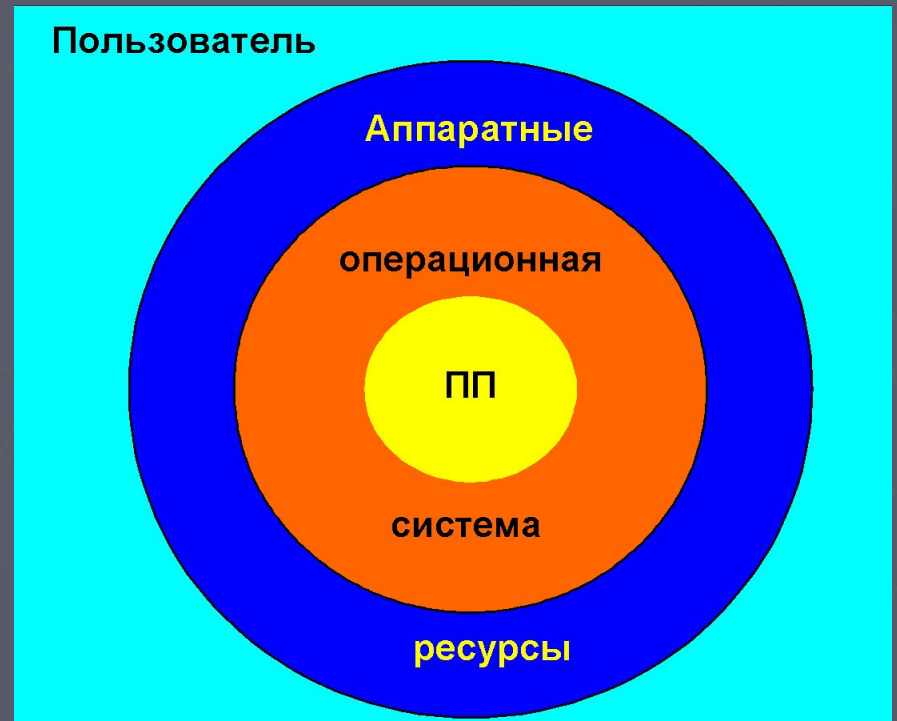 Пользователь
Аппаратные
операционная
ПП
система
ресурсы